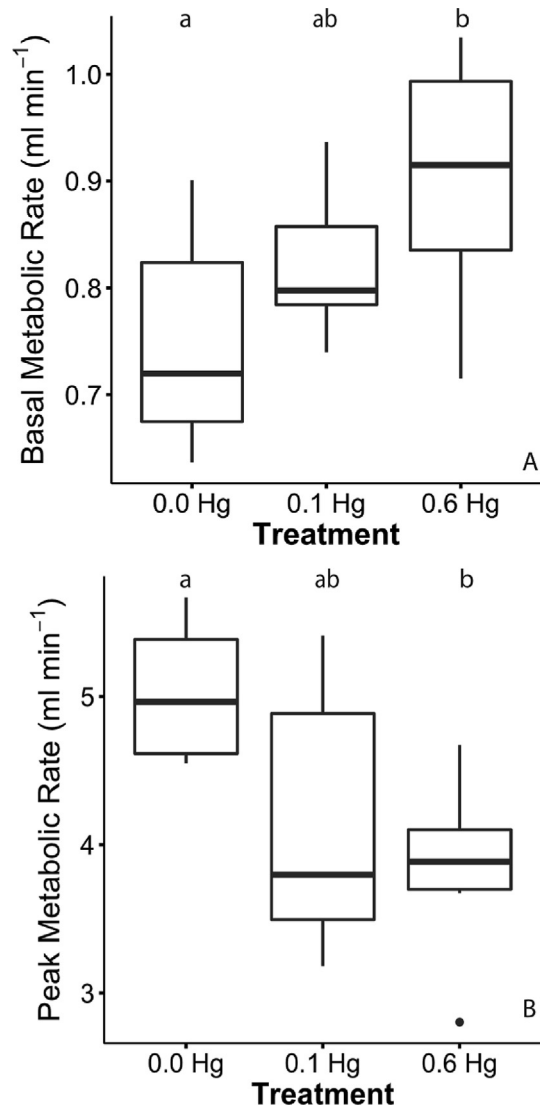 a ab b
Basal Metabolic Rate (ml min⁻¹)
1.0
0.9
0.8
0.7
A
0.0 Hg 0.1 Hg 0.6 Hg
Treatment
a ab b
Peak Metabolic Rate (ml min⁻¹)
5
4
3
B
0.0 Hg 0.1 Hg 0.6 Hg
Treatment